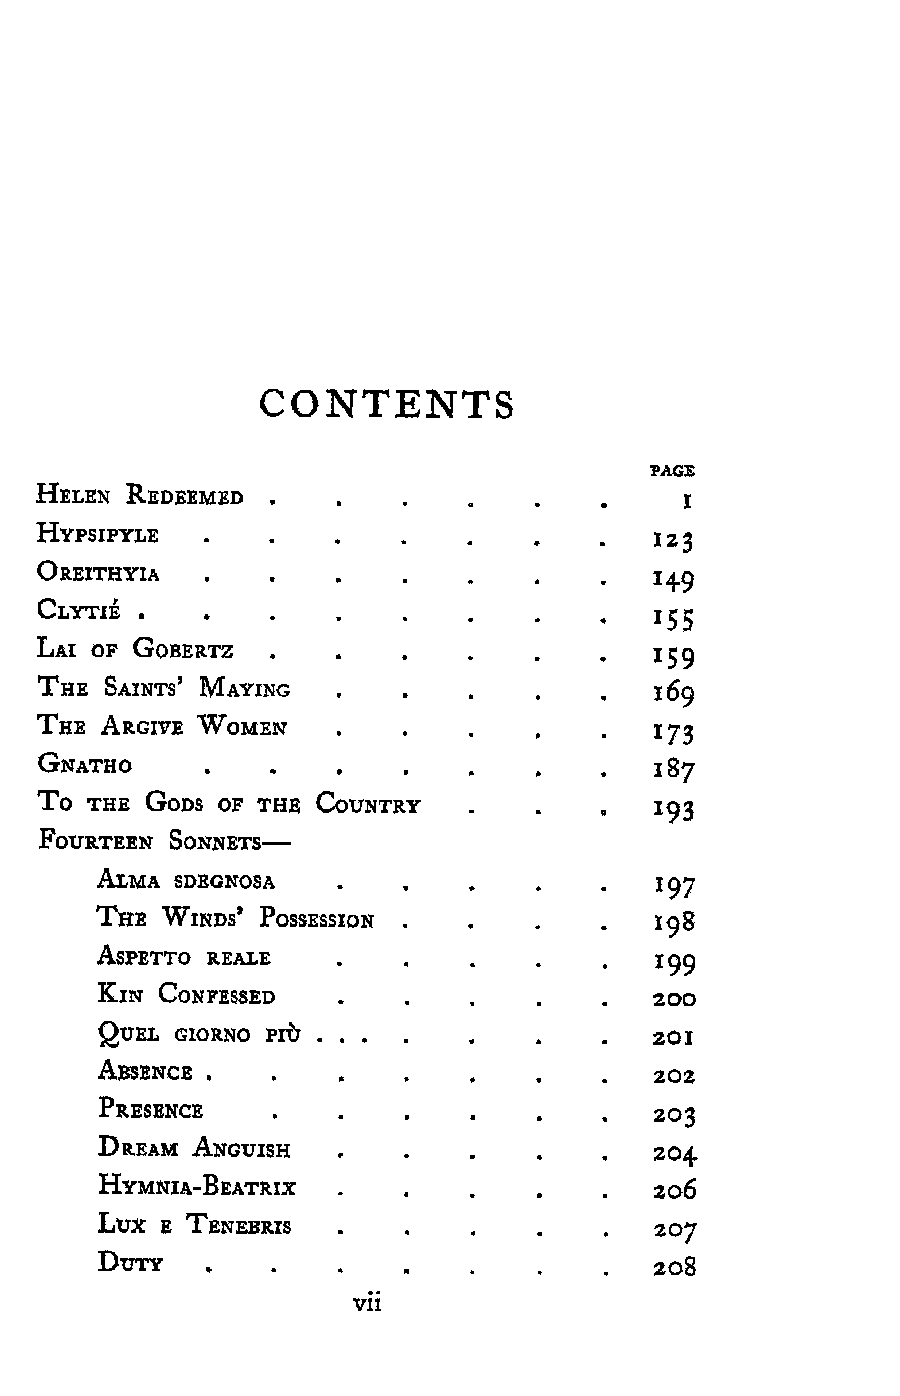 CONTENTS
PAGE
HELEN REDEEMED . . . . . . 1
HYPSIPYLE . . . . . . . 123
OREITHYIA . . . . . . . 149
CLYTIÉ . . . . . . . . 155
LAI OF GOBERTZ . . . . . . 159
THE SAINTS' MAYING . . . . . 169
THE ARGIVE WOMEN . . . . . 173
GNATHO . . . . . . . 187
TO THE GODS OF THE COUNTRY . . . 193
FOURTEEN SONNETS—
ALMA SDEGNOSA . . . . . 197
THE WINDS' POSSESSION . . . . 198
ASPETTO REALE . . . . . 199
KIN CONFESSED . . . . . 200
QUEL GIORNO PIÙ . . . . . . . 201
ABSENCE . . . . . . . 202
PRESENCE . . . . . . 203
DREAM ANGUISH . . . . . 204
HYMNIA-BEATRIX . . . . . 206
LUX E TENEBRIS . . . . . 207
DUTY . . . . . . . 208
vii